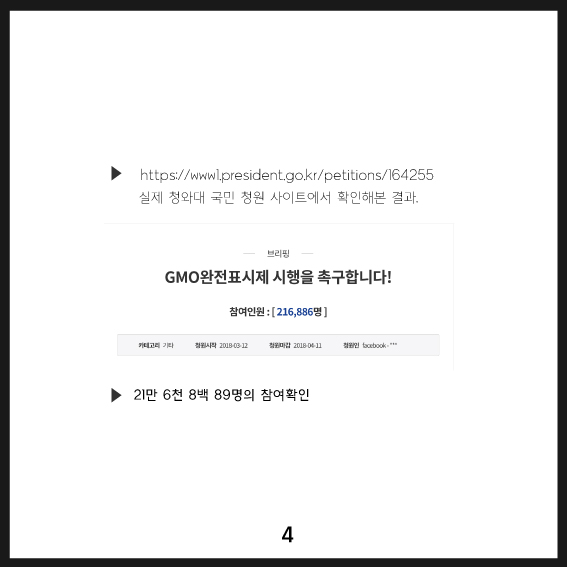 ▶ https://www1.president.go.kr/petitions/164255
실제 청와대 국민 청원 사이트에서 확인해본 결과.
브리핑
GMO완전표시제 시행을 촉구합니다!
참여인원 : [ 216,886명 ]
카테고리 기타 청원시작 2018-03-12 청원마감 2018-04-11 청원인 facebook - ***
▶ 21만 6천 8백 89명의 참여확인
4